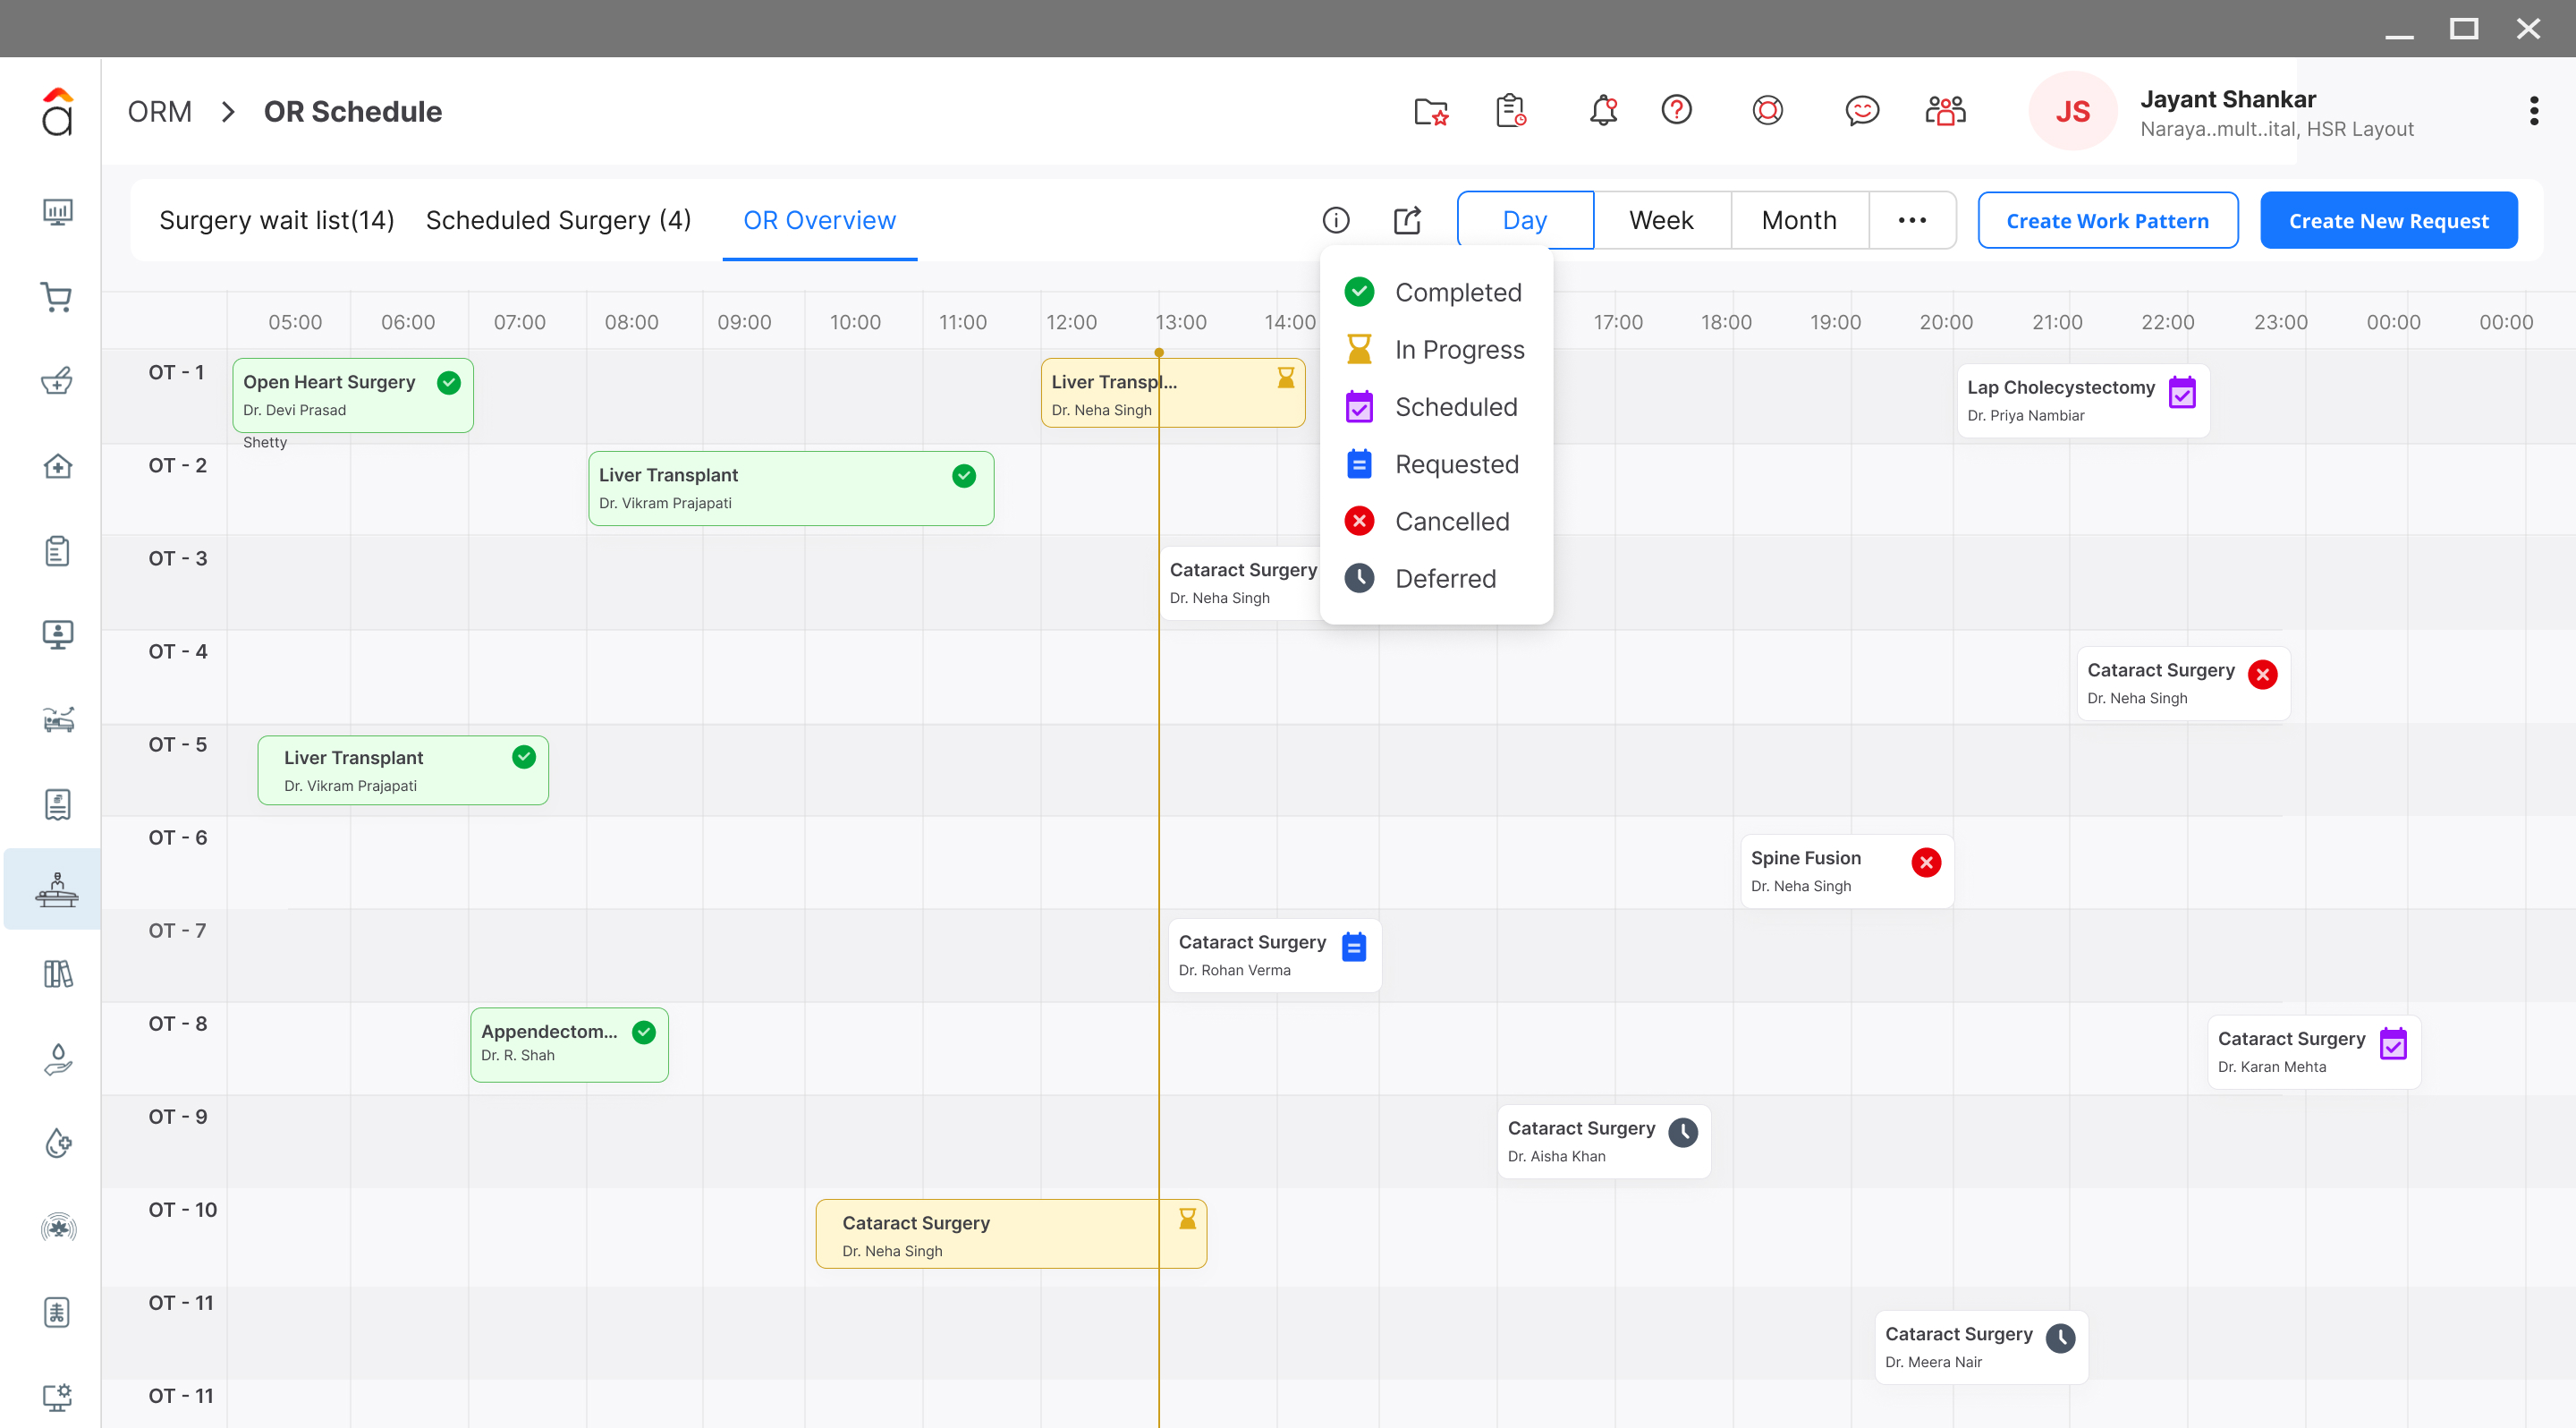 ORM > OR Schedule
JS
Jayant Shankar
Naraya..mult..ital, HSR Layout
Surgery wait list(14) Scheduled Surgery (4) OR Overview
Day Week Month ••• Create Work Pattern Create New Request
Completed
In Progress
Scheduled
Requested
Cancelled
Deferred
05:00 06:00 07:00 08:00 09:00 10:00 11:00 12:00 13:00 14:00 17:00 18:00 19:00 20:00 21:00 22:00 23:00 00:00 00:00
OT - 1
Open Heart Surgery
Dr. Devi Prasad
Shetty
Liver Transpl...
Dr. Neha Singh
Lap Cholecystectomy
Dr. Priya Nambiar
OT - 2
Liver Transplant
Dr. Vikram Prajapati
OT - 3
Cataract Surgery
Dr. Neha Singh
OT - 4
Cataract Surgery
Dr. Neha Singh
OT - 5
Liver Transplant
Dr. Vikram Prajapati
OT - 6
Spine Fusion
Dr. Neha Singh
OT - 7
Cataract Surgery
Dr. Rohan Verma
OT - 8
Appendectom...
Dr. R. Shah
Cataract Surgery
Dr. Karan Mehta
OT - 9
Cataract Surgery
Dr. Aisha Khan
OT - 10
Cataract Surgery
Dr. Neha Singh
OT - 11
Cataract Surgery
Dr. Meera Nair
OT - 11